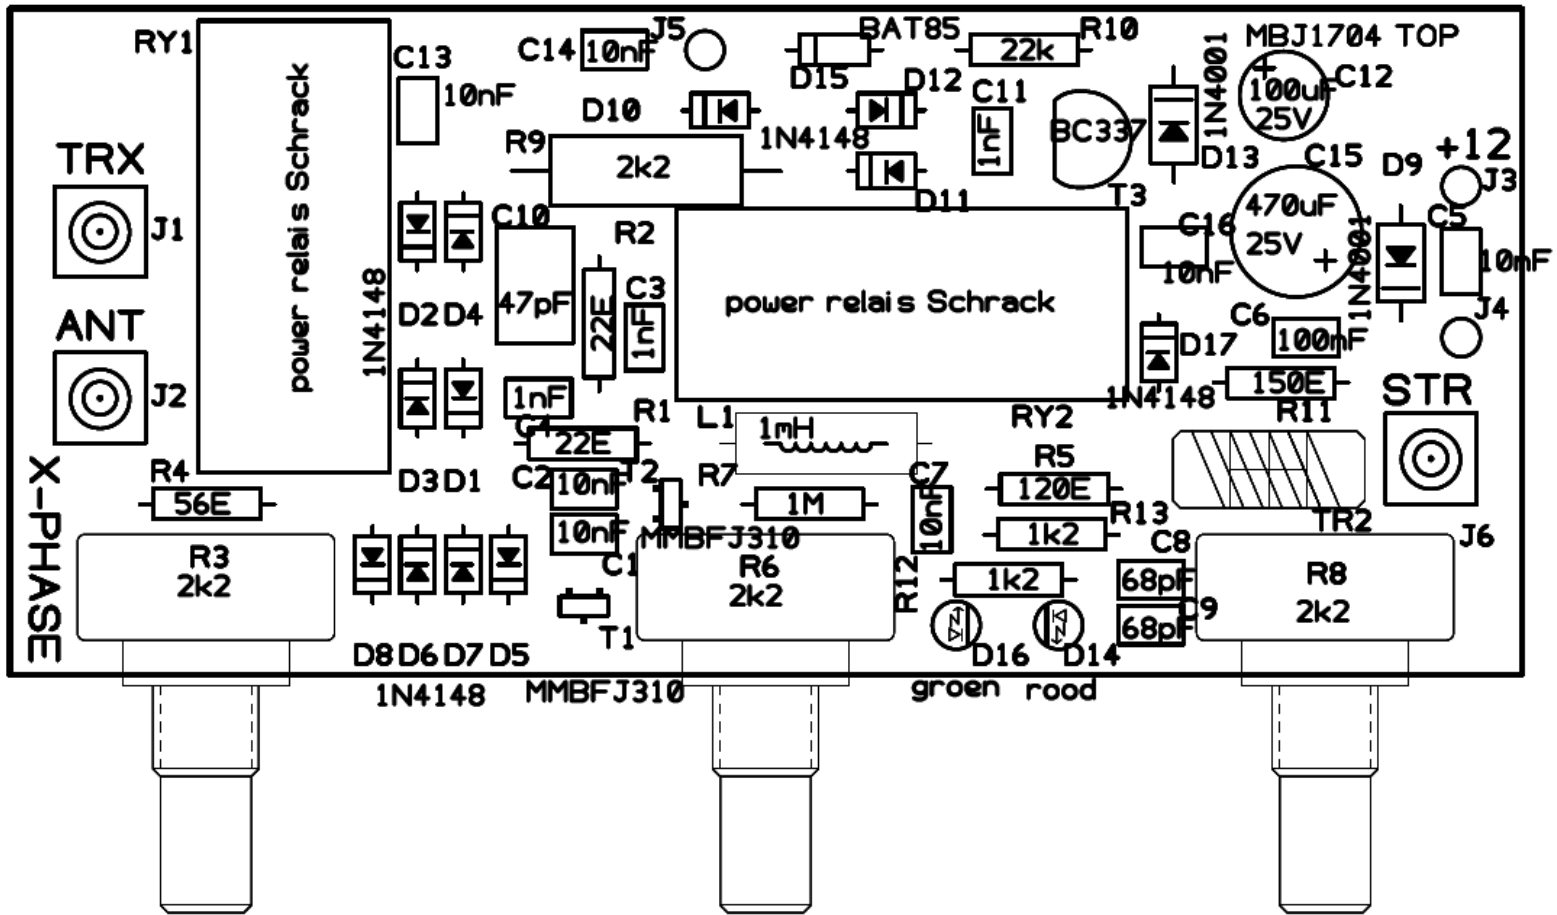 RY1
C13
10nF
C14
10nF
J5
BAT85
D15
22k
R10
MBJ1704 TOP
1N4001
100uF
25V
C12
D10
D12
C11
1nF
1N4148
BC337
D13
R9
2k2
D11
T3
C15
470uF
25V
D9
+12
J3
TRX
J1
power relais Schrack
C10
47pF
R2
22E
C3
1nF
power relais Schrack
C16
10nF
1N4001
C5
10nF
J4
1N4148
D2
D4
C6
100nF
D17
150E
1N4148
R11
STR
ANT
J2
1nF
C4
R1
22E
L1
1mH
RY2
D3
D1
C2
10nF
T2
R7
1M
C7
10nF
R5
120E
R13
1k2
TR2
J6
R4
56E
X-PHASE
10nF
C1
MMBFJ310
R3
2k2
R6
2k2
R12
1k2
C8
68pF
C9
68pF
R8
2k2
T1
D8
D6
D7
D5
D16
D14
1N4148
MMBFJ310
groen
rood